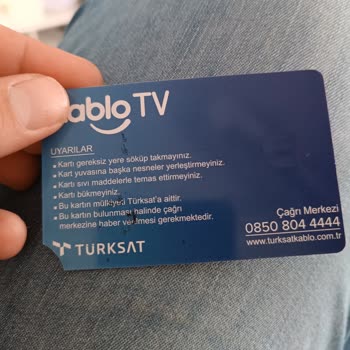 ablo TV
UYARILAR
• Kartı gereksiz yere söküp takmayınız.
• Kart yuvasına başka nesneler yerleştirmeyiniz.
• Kartı sıvı maddelerle temas ettirmeyiniz.
• Kartı bükmeyiniz.
• Bu kartın mülkiyeti Türksat'a aittir.
• Bu kartın bulunması halinde çağrı
merkezine haber verilmesi gerekmektedir.
Çağrı Merkezi
0850 804 4444
www.turksatkablo.com.tr
TÜRKSAT